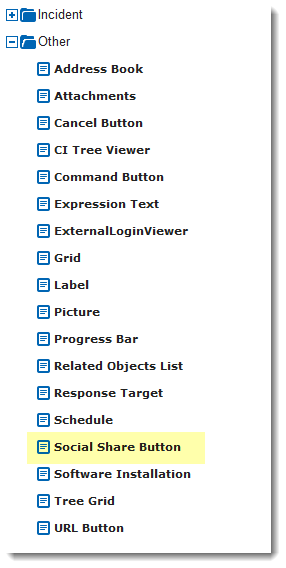 Incident
Other
Address Book
Attachments
Cancel Button
CI Tree Viewer
Command Button
Expression Text
ExternalLoginViewer
Grid
Label
Picture
Progress Bar
Related Objects List
Response Target
Schedule
Social Share Button
Software Installation
Tree Grid
URL Button